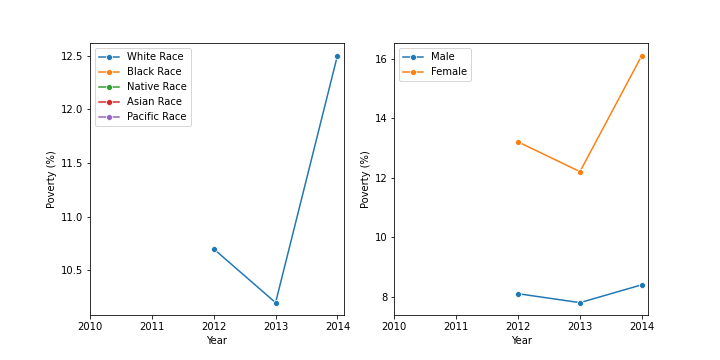 White Race
Black Race
Native Race
Asian Race
Pacific Race
12.5
12.0
11.5
11.0
10.5
Poverty (%)
2010 2011 2012 2013 2014
Year
Male
Female
16
14
12
10
8
Poverty (%)
2010 2011 2012 2013 2014
Year